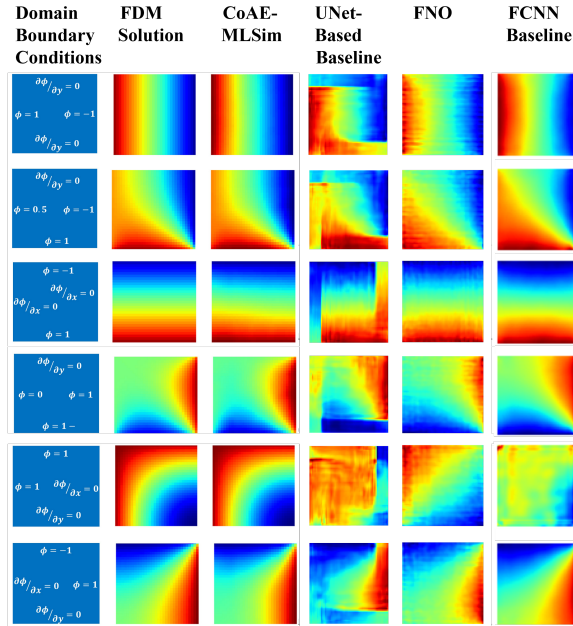 Domain Boundary Conditions
FDM Solution
CoAE-MLSim
UNet-Based Baseline
FNO
FCNN Baseline
∂φ/∂y = 0
φ = 1 φ = −1
∂φ/∂y = 0
∂φ/∂y = 0
φ = 0.5 φ = −1
φ = 1
φ = −1
∂φ/∂x = 0
∂φ/∂x = 0
φ = 1
∂φ/∂y = 0
φ = 0 φ = 1
φ = 1 −
φ = 1
φ = 1 ∂φ/∂x = 0
∂φ/∂y = 0
φ = −1
∂φ/∂x = 0 φ = 1
∂φ/∂y = 0